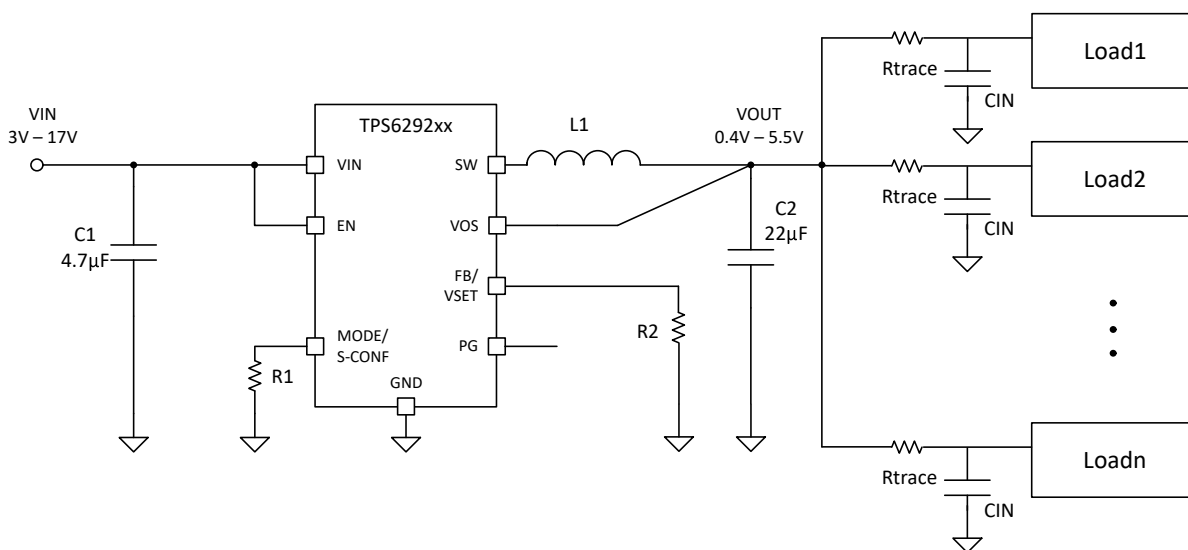 Load1
Rtrace
CIN
VIN
3V – 17V
TPS6292xx
L1
VOUT
0.4V – 5.5V
VIN
SW
Load2
Rtrace
CIN
EN
VOS
C1
4.7µF
C2
22µF
FB/
VSET
MODE/
S-CONF
PG
R2
R1
GND
Loadn
Rtrace
CIN